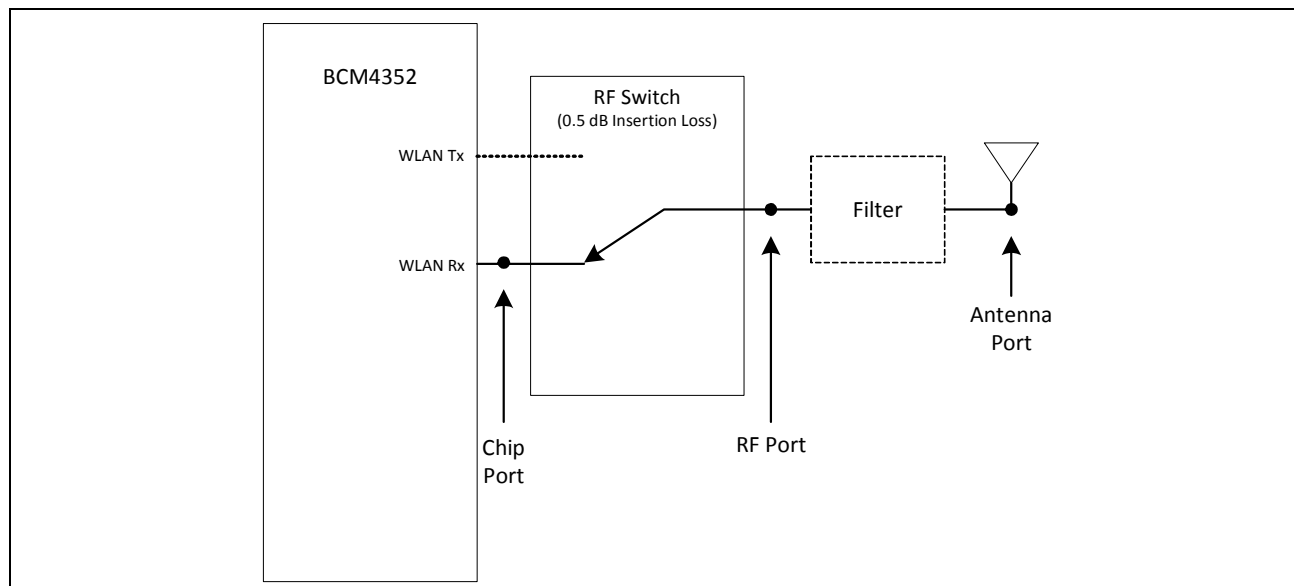 BCM4352
RF Switch
(0.5 dB Insertion Loss)
WLAN Tx
Filter
WLAN Rx
Chip
Port
RF Port
Antenna
Port